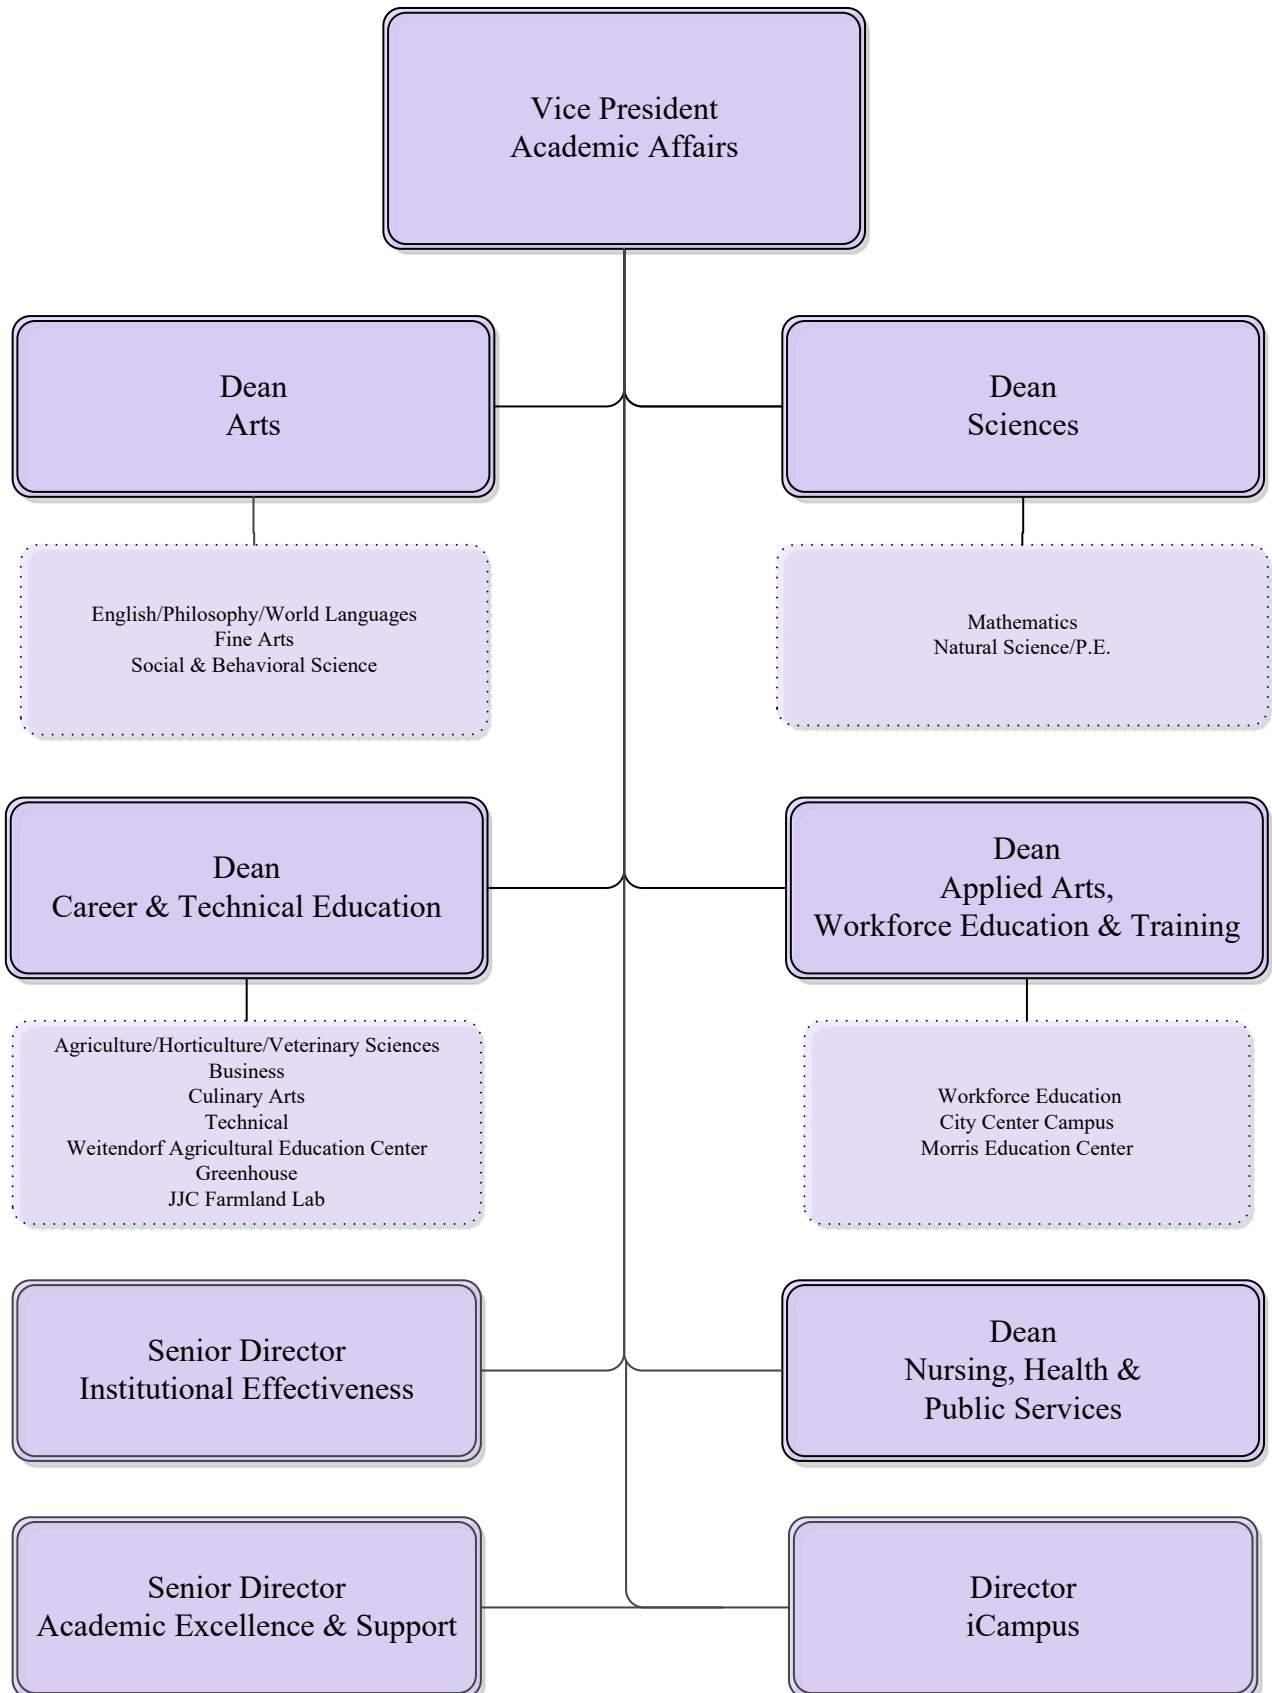 Vice President
Academic Affairs
Dean
Arts
Dean
Sciences
English/Philosophy/World Languages
Fine Arts
Social & Behavioral Science
Mathematics
Natural Science/P.E.
Dean
Career & Technical Education
Dean
Applied Arts,
Workforce Education & Training
Agriculture/Horticulture/Veterinary Sciences
Business
Culinary Arts
Technical
Weitendorf Agricultural Education Center
Greenhouse
JJC Farmland Lab
Workforce Education
City Center Campus
Morris Education Center
Senior Director
Institutional Effectiveness
Dean
Nursing, Health &
Public Services
Senior Director
Academic Excellence & Support
Director
iCampus